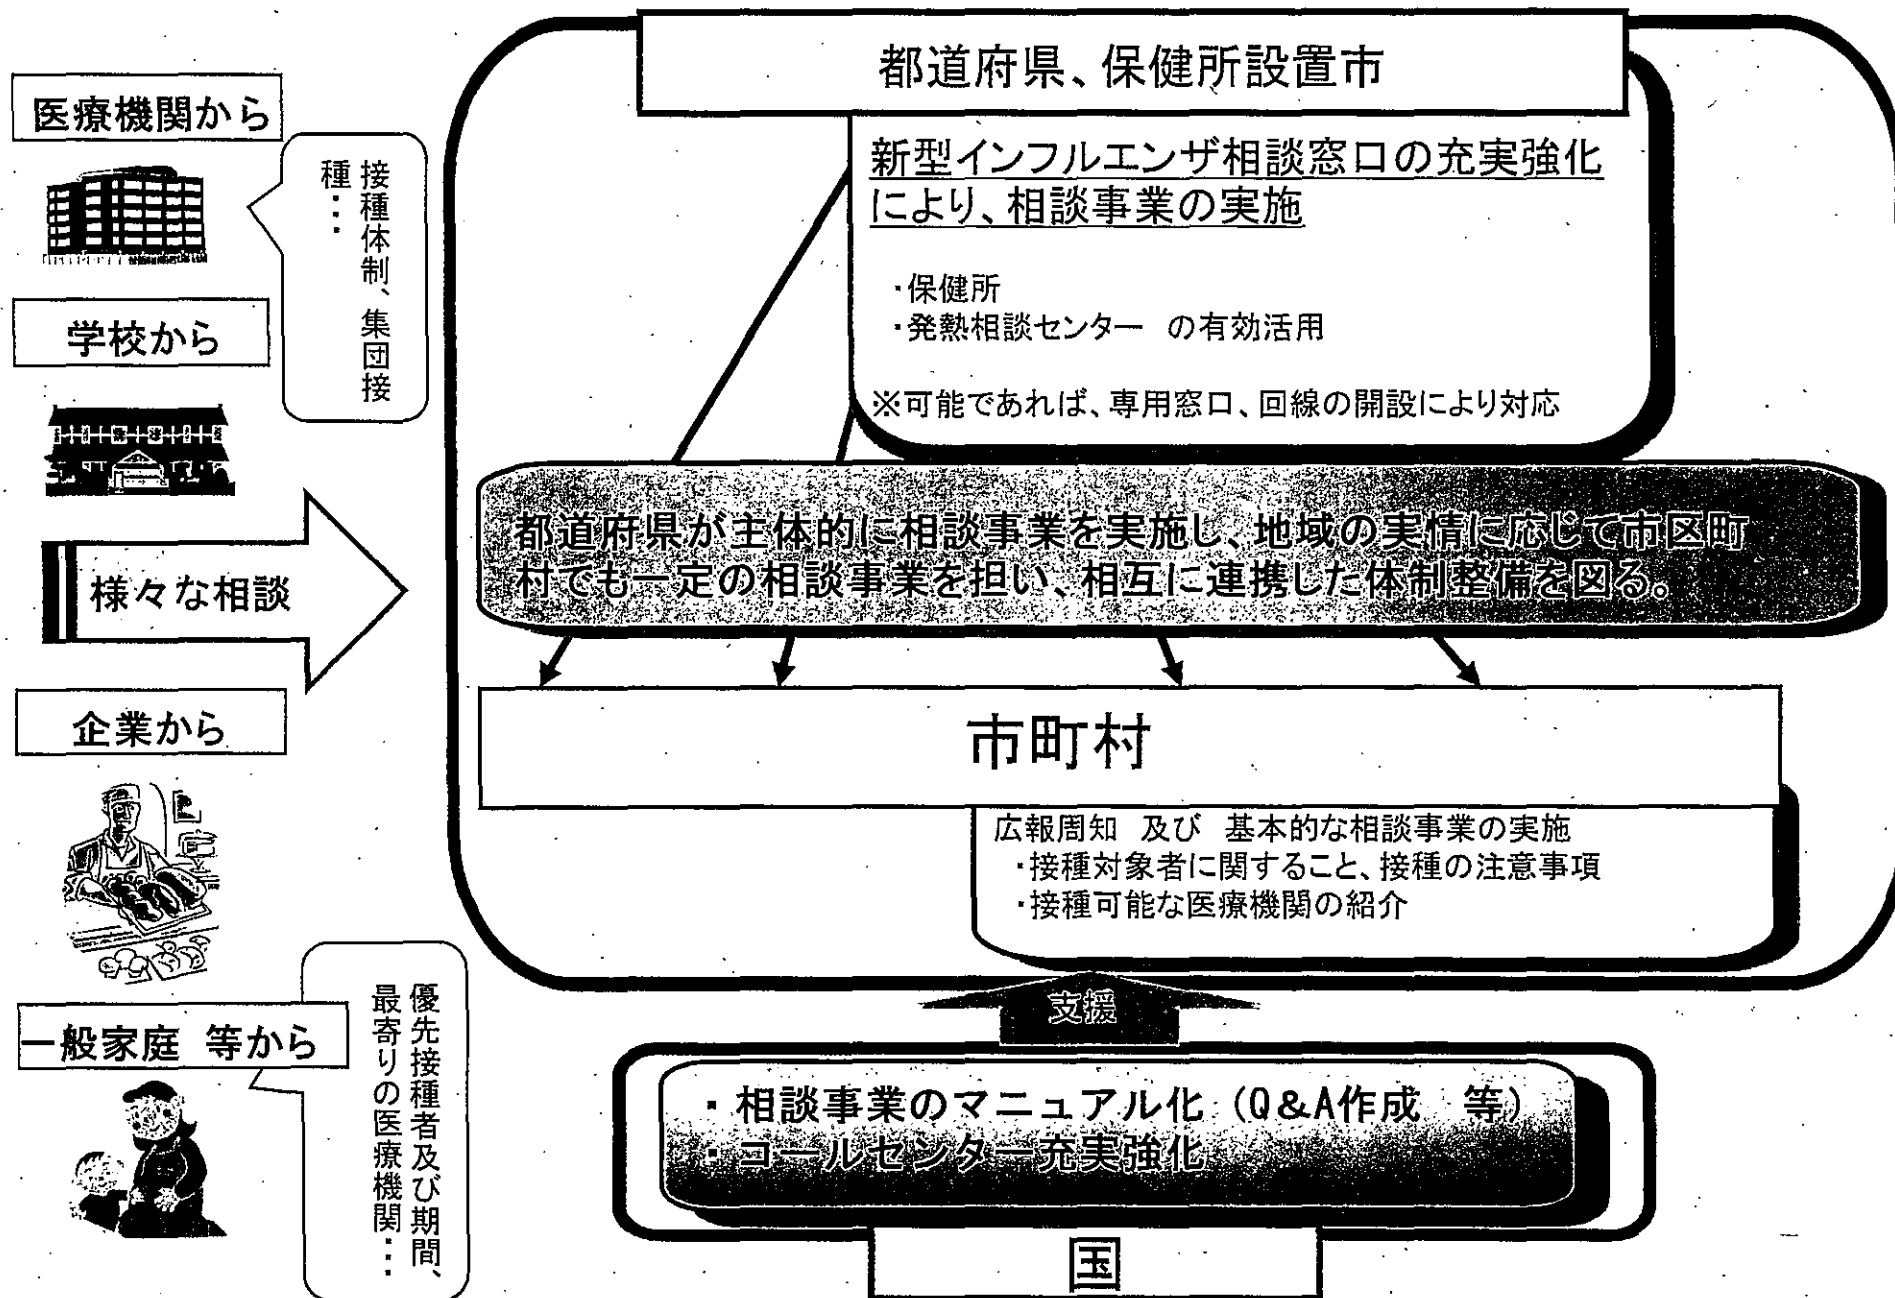 医療機関から
接種体制、集団接
種…
学校から
様々な相談
企業から
一般家庭 等から
優先接種者及び期間、
最寄りの医療機関…
都道府県、保健所設置市
新型インフルエンザ相談窓口の充実強化
により、相談事業の実施
・保健所
・発熱相談センター の有効活用
※可能であれば、専用窓口、回線の開設により対応
都道府県が主体的に相談事業を実施し、地域の実情に応じて市区町
村でも一定の相談事業を担い、相互に連携した体制整備を図る。
市町村
広報周知 及び 基本的な相談事業の実施
・接種対象者に関すること、接種の注意事項
・接種可能な医療機関の紹介
支援
・相談事業のマニュアル化（Q&A作成 等）
・コールセンター充実強化
国